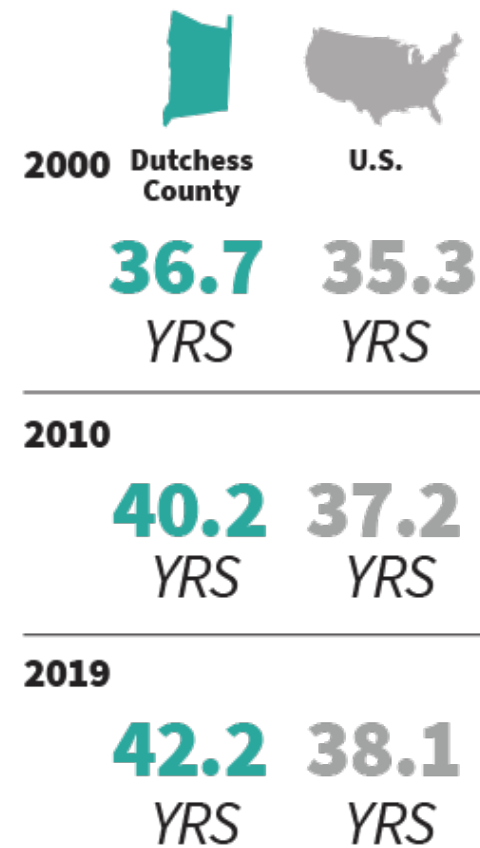 2000 Dutchess County U.S.
36.7 35.3
YRS YRS
2010
40.2 37.2
YRS YRS
2019
42.2 38.1
YRS YRS